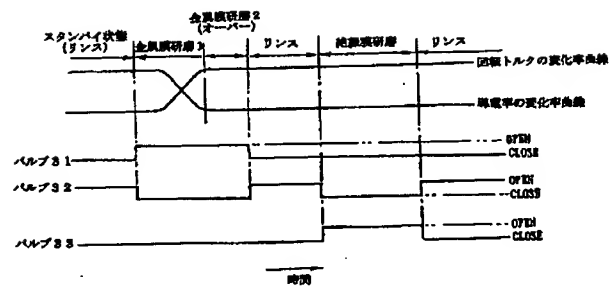 金属膜研磨2
(オーバー)
スタンバイ状態
(リンス)
金属膜研磨1
リンス
絶縁膜研磨
リンス
回転トルクの変化率曲線
導電率の変化率曲線
OPEN
バルブ31
CLOSE
バルブ32
OPEN
CLOSE
OPEN
バルブ33
CLOSE
時間